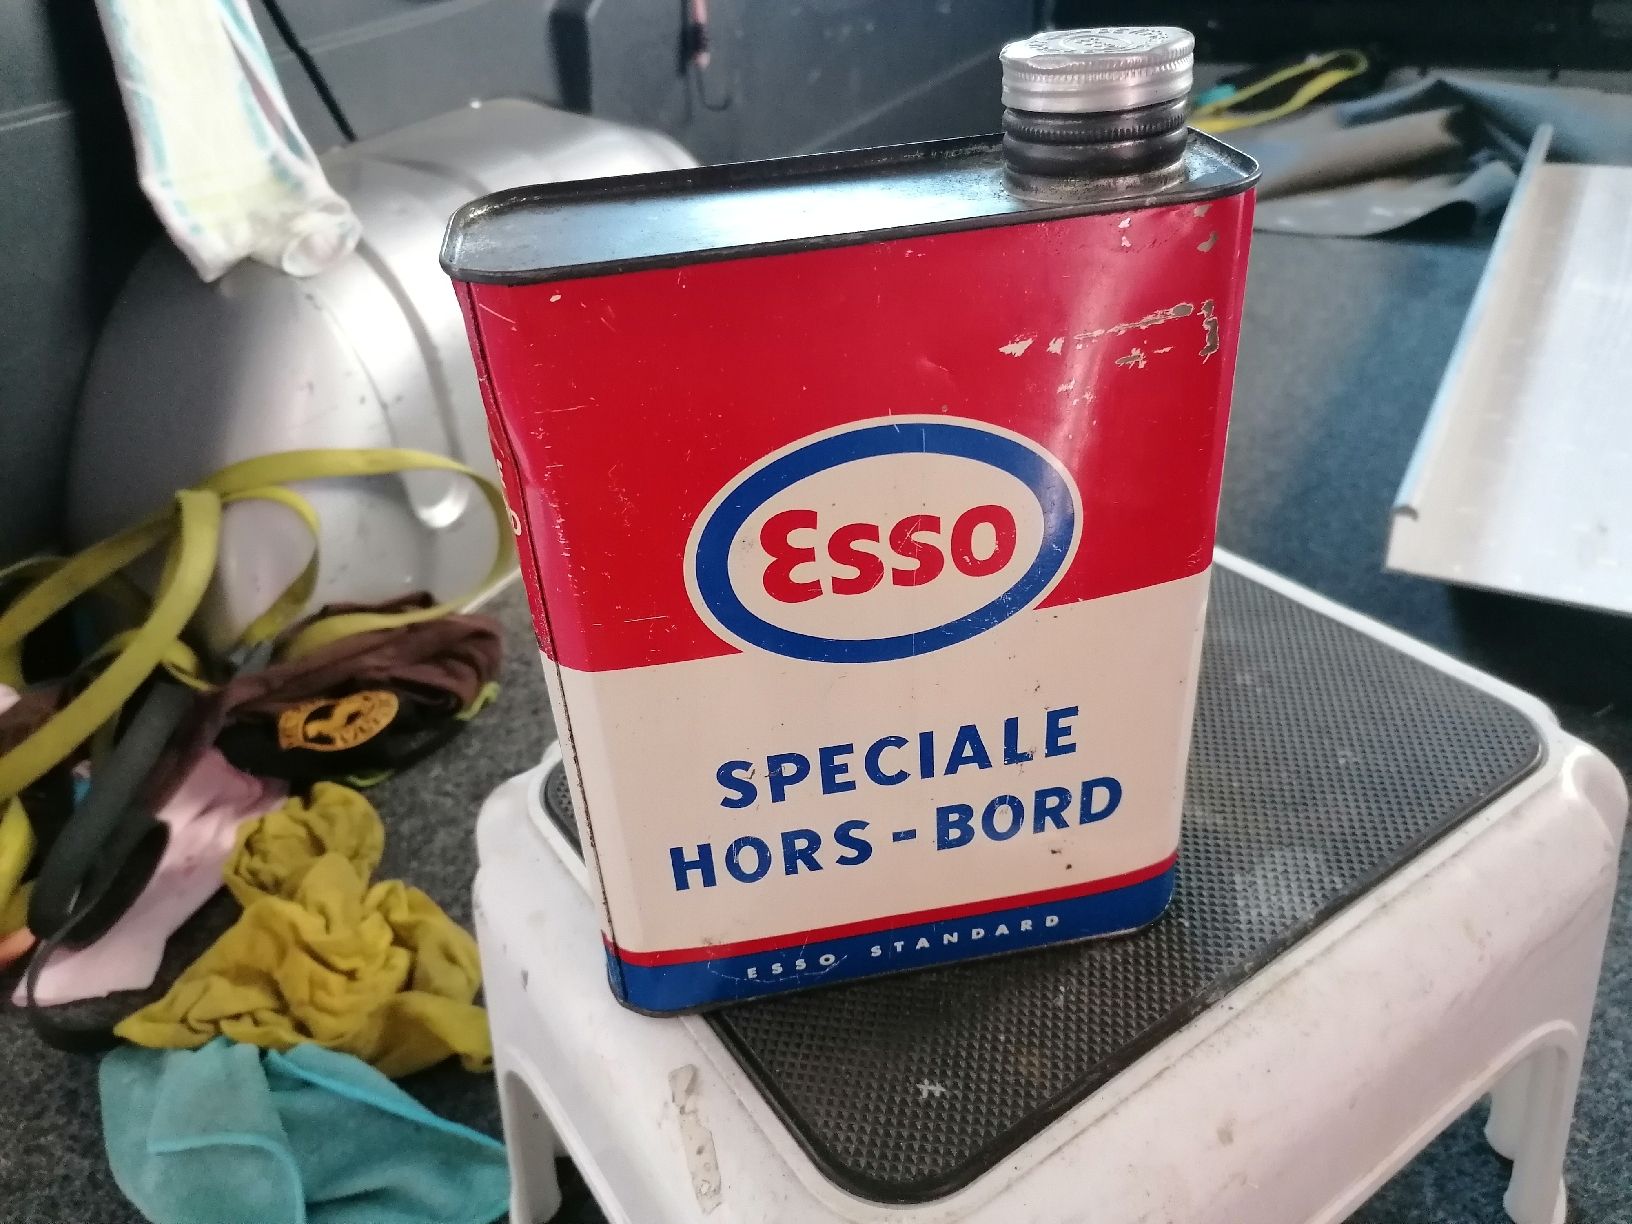 Esso
SPECIALE
HORS-BORD
ESSO STANDARD